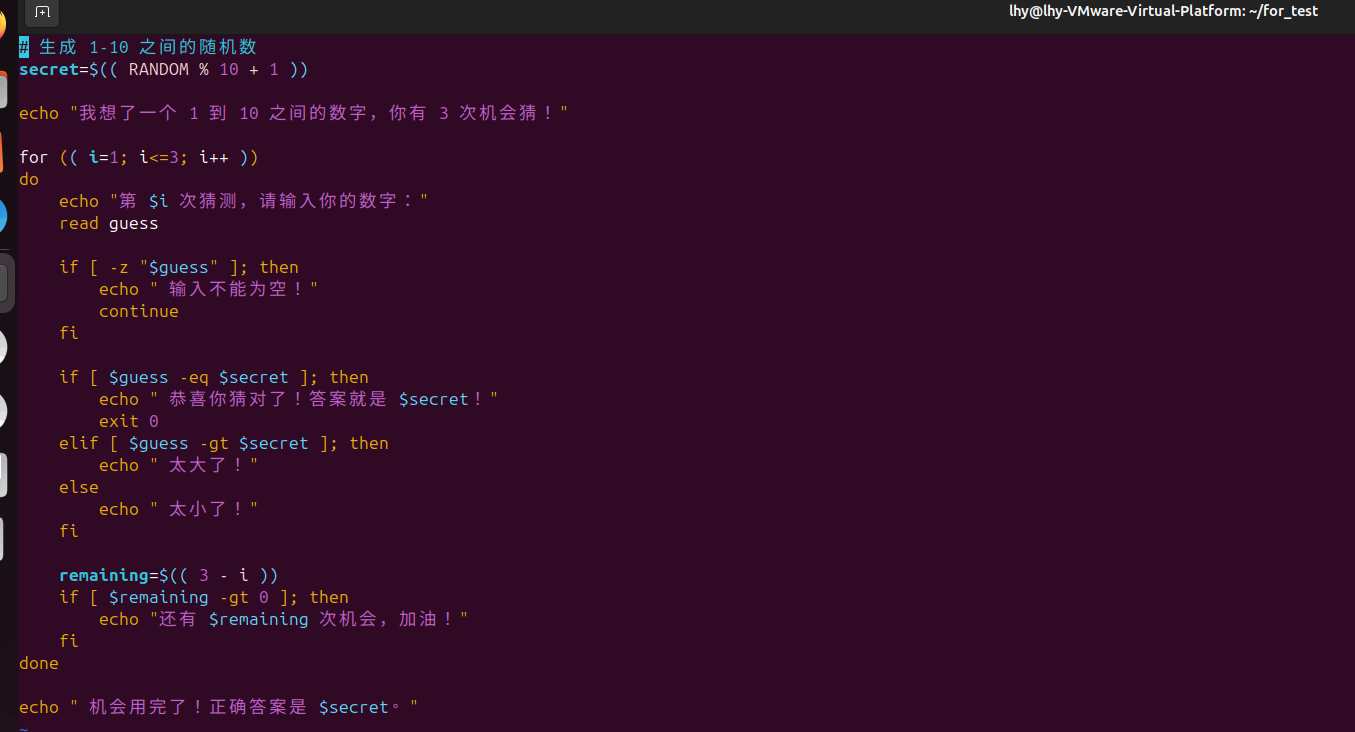 lhy@lhy-VMware-Virtual-Platform: ~/for_test
# 生成 1-10 之间的随机数
secret=$(( RANDOM % 10 + 1 ))
echo "我想了一个 1 到 10 之间的数字，你有 3 次机会猜！"
for (( i=1; i<=3; i++ ))
do
    echo "第 $i 次猜测，请输入你的数字："
    read guess
    if [ -z "$guess" ]; then
        echo " 输入不能为空！"
        continue
    fi
    if [ $guess -eq $secret ]; then
        echo " 恭喜你猜对了！答案就是 $secret！"
        exit 0
    elif [ $guess -gt $secret ]; then
        echo " 太大了！"
    else
        echo " 太小了！"
    fi
    remaining=$(( 3 - i ))
    if [ $remaining -gt 0 ]; then
        echo "还有 $remaining 次机会，加油！"
    fi
done
echo " 机会用完了！正确答案是 $secret。"
~